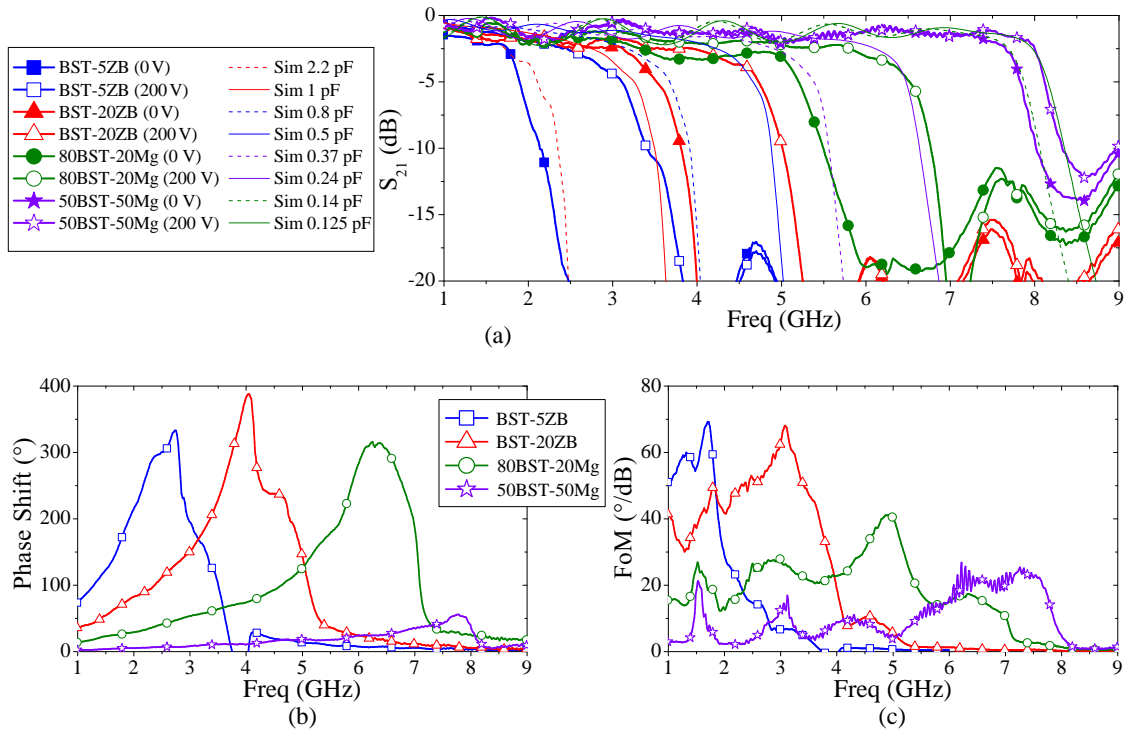 BST-5ZB (0 V)
BST-5ZB (200 V)
BST-20ZB (0 V)
BST-20ZB (200 V)
80BST-20Mg (0 V)
80BST-20Mg (200 V)
50BST-50Mg (0 V)
50BST-50Mg (200 V)
Sim 2.2 pF
Sim 1 pF
Sim 0.8 pF
Sim 0.5 pF
Sim 0.37 pF
Sim 0.24 pF
Sim 0.14 pF
Sim 0.125 pF
0
-5
-10
-15
-20
S21 (dB)
1 2 3 4 5 6 7 8 9
Freq (GHz)
(a)
400
300
200
100
0
Phase Shift (°)
1 2 3 4 5 6 7 8 9
Freq (GHz)
(b)
BST-5ZB
BST-20ZB
80BST-20Mg
50BST-50Mg
80
60
40
20
0
FoM (°/dB)
1 2 3 4 5 6 7 8 9
Freq (GHz)
(c)